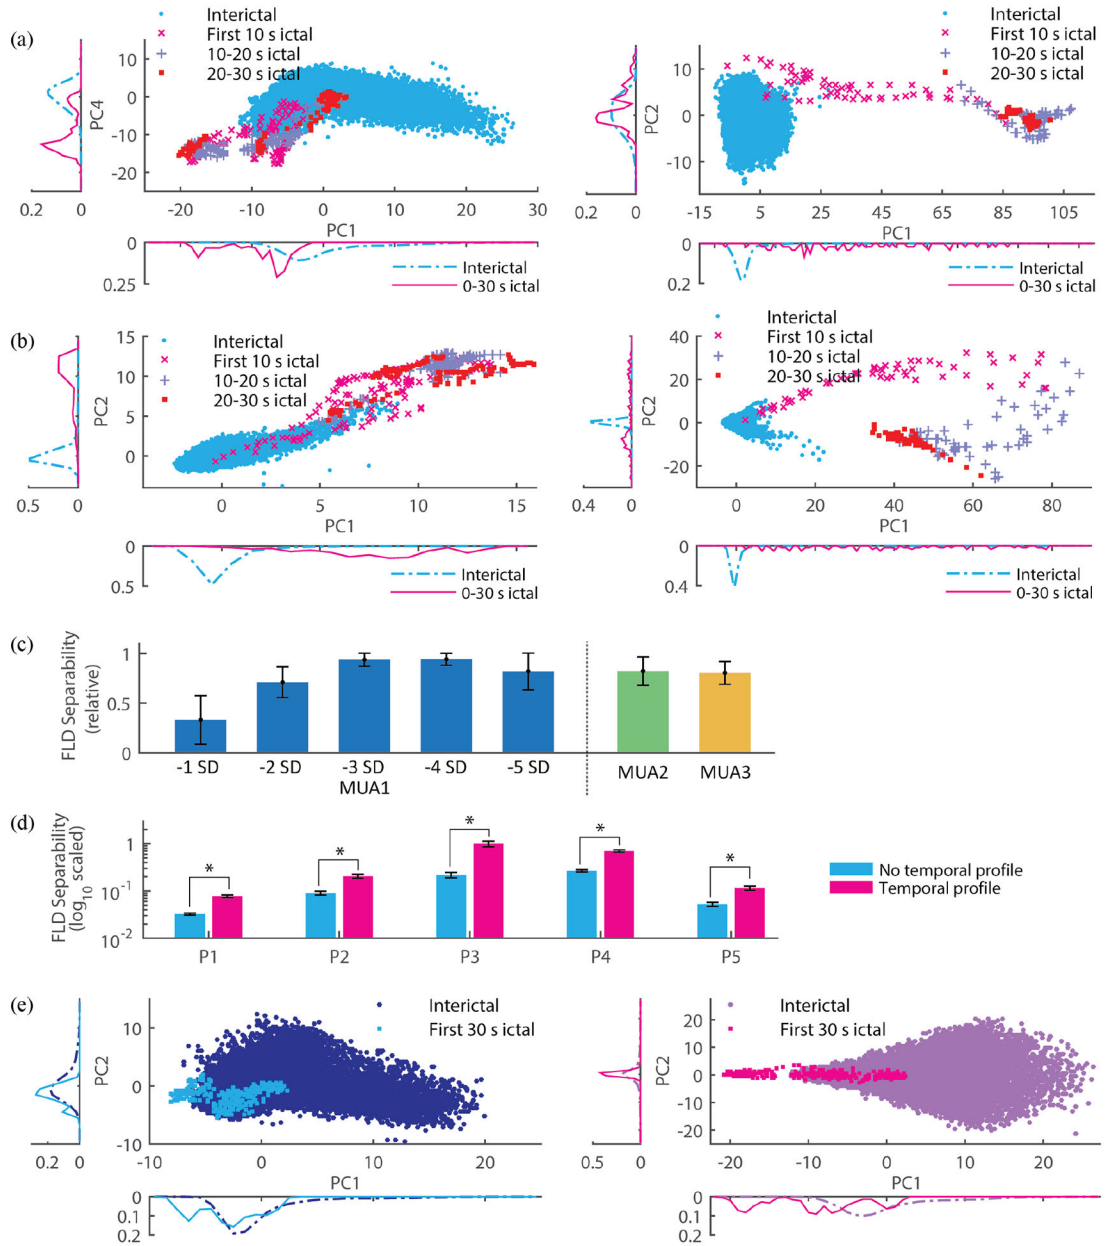 (a)
Interictal
First 10 s ictal
10-20 s ictal
20-30 s ictal
10
0
-10
-20
PC4
0.2 0
-20 -10 0 10 20 30
PC1
0
0.25
Interictal
0-30 s ictal
Interictal
First 10 s ictal
10-20 s ictal
20-30 s ictal
10
0
-10
PC2
0.2 0
-15 5 25 45 65 85 105
PC1
0
0.2
Interictal
0-30 s ictal
(b)
Interictal
First 10 s ictal
10-20 s ictal
20-30 s ictal
15
10
5
0
PC2
0.5 0
0 5 10 15
PC1
0
0.5
Interictal
0-30 s ictal
Interictal
First 10 s ictal
10-20 s ictal
20-30 s ictal
40
20
0
-20
PC2
0.4 0
0 20 40 60 80
PC1
0
0.4
Interictal
0-30 s ictal
(c)
FLD Separability
(relative)
1
0.5
0
-1 SD -2 SD -3 SD -4 SD -5 SD
MUA1
MUA2 MUA3
(d)
FLD Separability
(log10 scaled)
1
10-1
10-2
* * * * *
P1 P2 P3 P4 P5
No temporal profile
Temporal profile
(e)
Interictal
First 30 s ictal
10
0
-10
PC2
0.2 0
-10 0 10 20
PC1
0
0.1
0.2
Interictal
First 30 s ictal
20
10
0
-10
-20
PC2
0.5 0
-20 -10 0 10 20
PC1
0
0.1
0.2